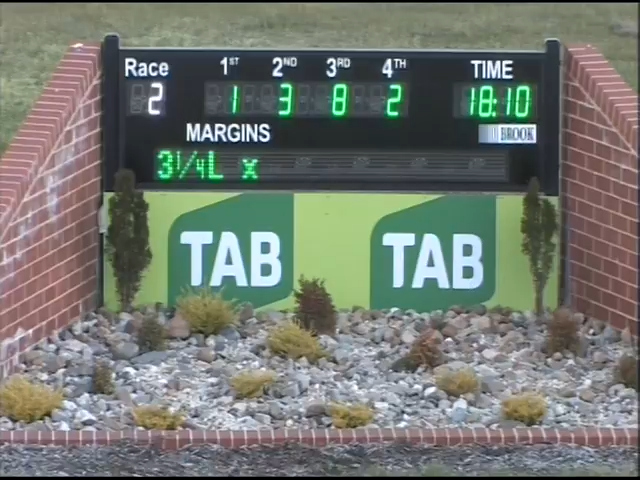 Race 1ST 2ND 3RD 4TH TIME
2 1 3 8 2 18:10
MARGINS BROOK
3¼L x
TAB TAB